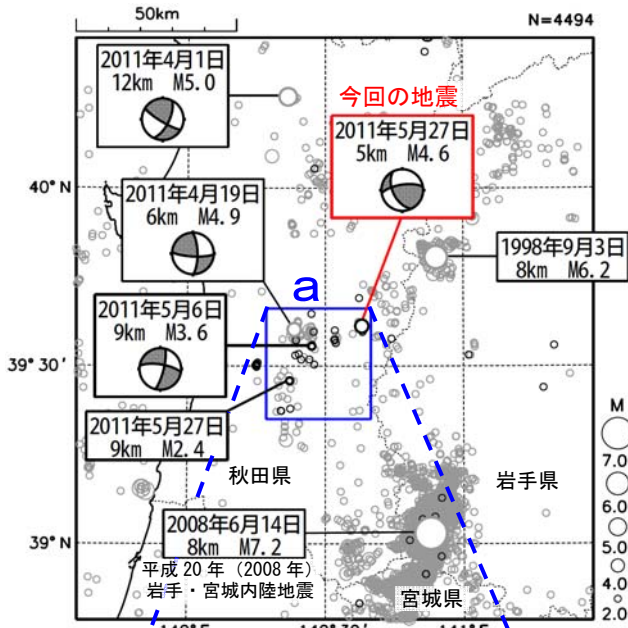 50km
N=4494
2011年4月1日
12km M5.0
今回の地震
2011年5月27日
5km M4.6
40°N
2011年4月19日
6km M4.9
1998年9月3日
8km M6.2
a
2011年5月6日
9km M3.6
39°30′
2011年5月27日
9km M2.4
M
7.0
6.0
5.0
4.0
2.0
秋田県
岩手県
2008年6月14日
8km M7.2
平成20年(2008年)
岩手・宮城内陸地震
39°N
宮城県